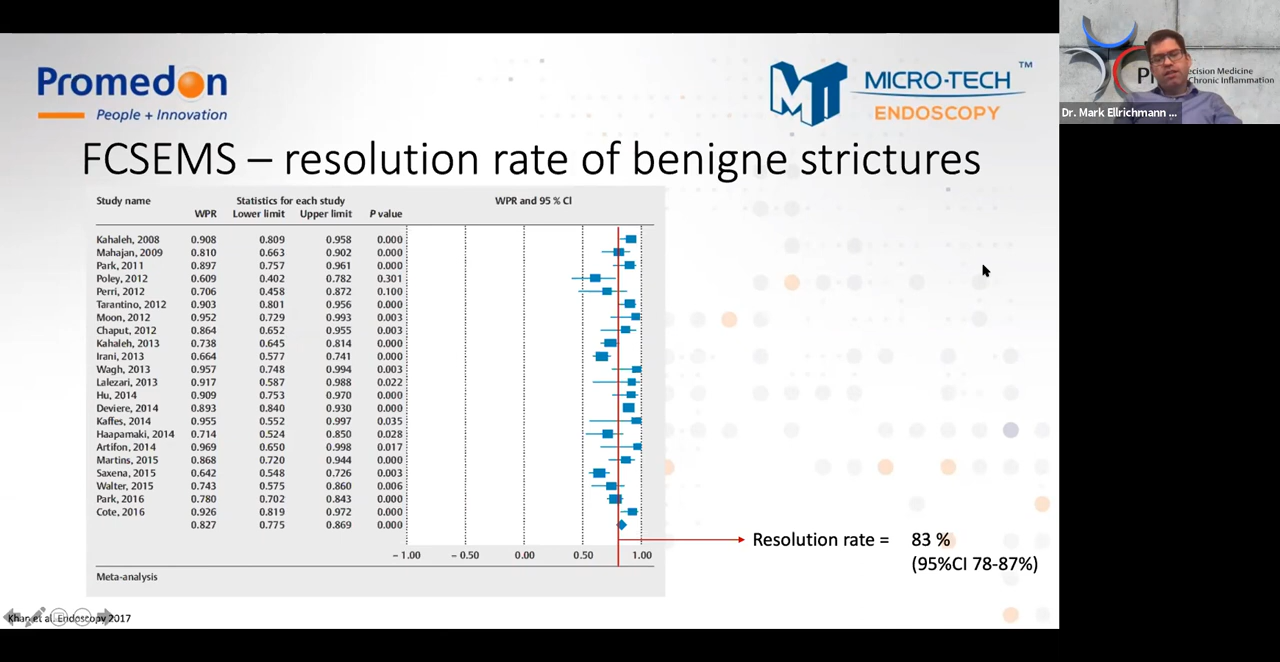 Promedon
People + Innovation
MICRO-TECH™
ENDOSCOPY
FCSEMS – resolution rate of benigne strictures
Study name Statistics for each study WPR and 95 % CI
WPR Lower limit Upper limit P value
Kahaleh, 2008 0.908 0.809 0.958 0.000
Mahajan, 2009 0.810 0.663 0.902 0.000
Park, 2011 0.897 0.757 0.961 0.000
Poley, 2012 0.609 0.402 0.782 0.301
Perri, 2012 0.706 0.458 0.872 0.100
Tarantino, 2012 0.903 0.801 0.956 0.000
Moon, 2012 0.952 0.729 0.993 0.003
Chaput, 2012 0.864 0.652 0.955 0.003
Kahaleh, 2013 0.738 0.645 0.814 0.000
Irani, 2013 0.664 0.577 0.741 0.000
Wagh, 2013 0.957 0.748 0.994 0.003
Lalezari, 2013 0.917 0.587 0.988 0.022
Hu, 2014 0.909 0.753 0.970 0.000
Deviere, 2014 0.893 0.840 0.930 0.000
Kaffes, 2014 0.955 0.552 0.997 0.035
Haapamaki, 2014 0.714 0.524 0.850 0.028
Artifon, 2014 0.969 0.650 0.998 0.017
Martins, 2015 0.868 0.720 0.944 0.000
Saxena, 2015 0.642 0.548 0.726 0.003
Walter, 2015 0.743 0.575 0.860 0.006
Park, 2016 0.780 0.702 0.843 0.000
Cote, 2016 0.926 0.819 0.972 0.000
0.827 0.775 0.869 0.000
– 1.00 – 0.50 0.00 0.50 1.00
Meta-analysis
Resolution rate = 83 %
(95%CI 78-87%)
Khan et al. Endoscopy 2017
ecision Medicine
Chronic Inflammation
Dr. Mark Ellrichmann ...